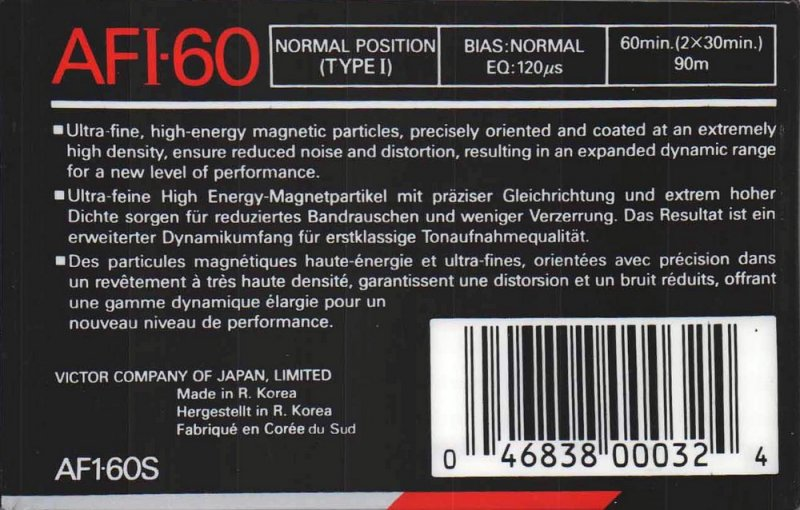 AFI·60
NORMAL POSITION
(TYPE I)
BIAS:NORMAL
EQ:120μs
60min.(2×30min.)
90m
■Ultra-fine, high-energy magnetic particles, precisely oriented and coated at an extremely
high density, ensure reduced noise and distortion, resulting in an expanded dynamic range
for a new level of performance.
■Ultra-feine High Energy-Magnetpartikel mit präziser Gleichrichtung und extrem hoher
Dichte sorgen für reduziertes Bandrauschen und weniger Verzerrung. Das Resultat ist ein
erweiterter Dynamikumfang für erstklassige Tonaufnahmequalität.
■Des particules magnétiques haute-énergie et ultra-fines, orientées avec précision dans
un revêtement à très haute densité, garantissent une distorsion et un bruit réduits, offrant
une gamme dynamique élargie pour un
nouveau niveau de performance.
VICTOR COMPANY OF JAPAN, LIMITED
Made in R. Korea
Hergestellt in R. Korea
Fabriqué en Corée du Sud
AF1·60S
0 46838 00032 4